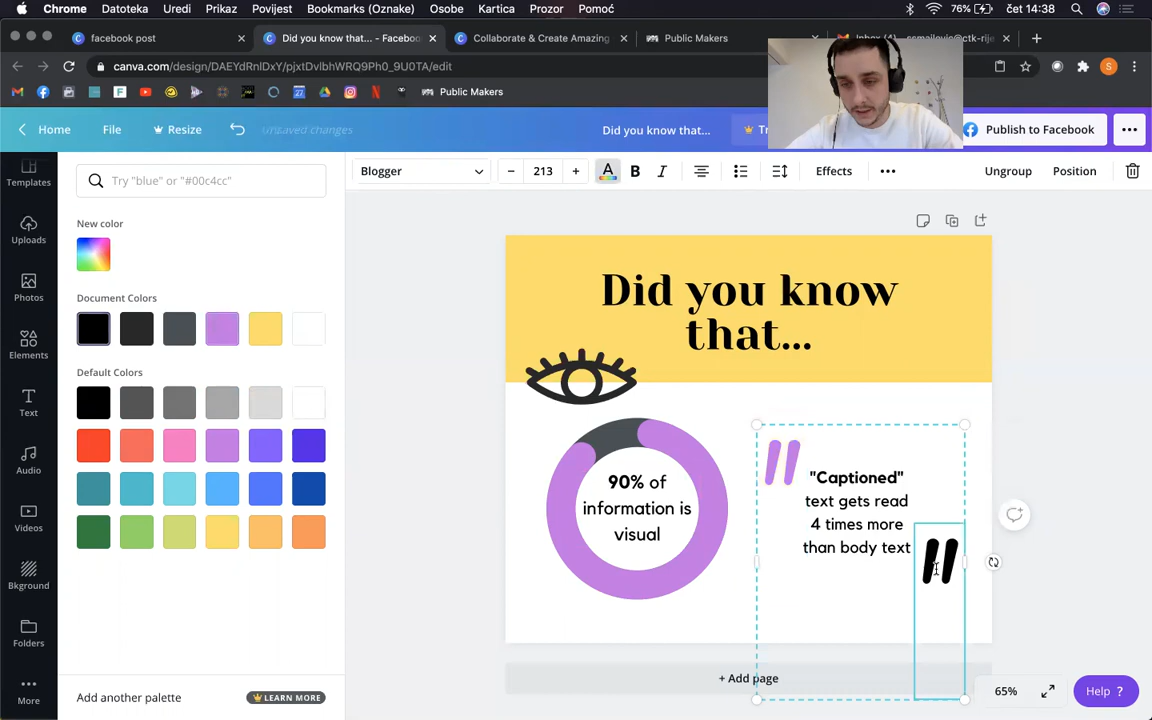 Chrome Datoteka Uredi Prikaz Povijest Bookmarks (Oznake) Osobe Kartica Prozor Pomoć 76% čet 14:38
facebook post
Did you know that... - Faceboo
Collaborate & Create Amazing
Public Makers
canva.com/design/DAEYdRnlDxY/pjxtDvlbhWRQ9Ph0_9U0TA/edit
Public Makers
Home File Resize Unsaved changes Did you know that... Publish to Facebook
Templates
Uploads
Photos
Elements
Text
Audio
Videos
Bkground
Folders
More
Try "blue" or "#00c4cc"
New color
Document Colors
Default Colors
Add another palette LEARN MORE
Blogger 213 A B I Effects Ungroup Position
Did you know
that...
90% of
information is
visual
"Captioned"
text gets read
4 times more
than body text
"
"
+ Add page
65% Help ?